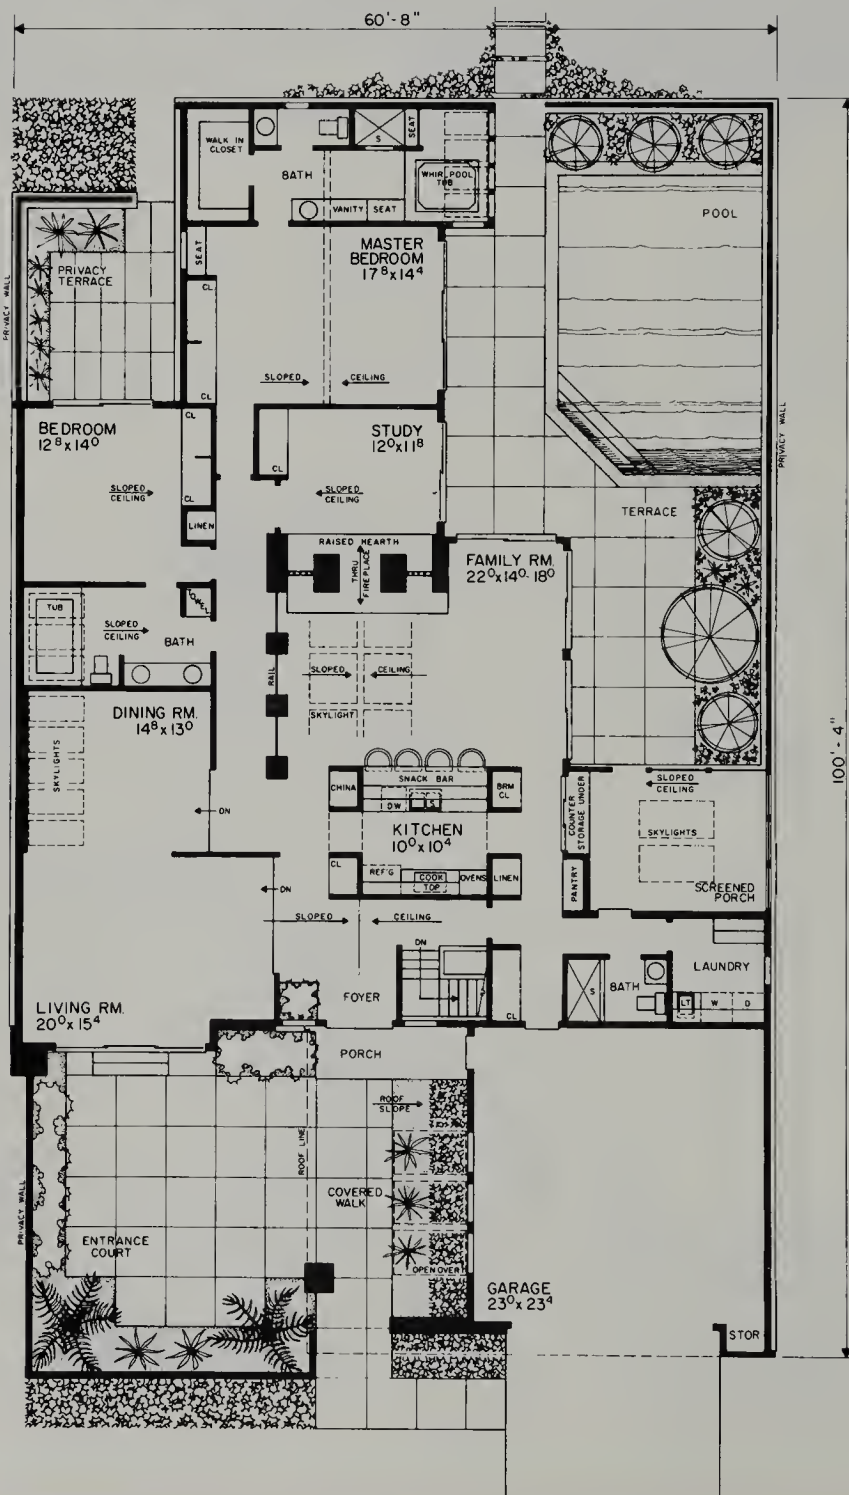 60'-8"
WALK IN
CLOSET
BATH
S
SEAT
WHIRLPOOL
TUB
VANITY
SEAT
POOL
PRIVACY WALL
PRIVACY
TERRACE
SEAT
MASTER
BEDROOM
17⁸x14⁴
CL
CL
SLOPED
CEILING
BEDROOM
12⁸x14⁰
CL
CL
STUDY
12⁰x11⁸
CL
SLOPED
CEILING
SLOPED
CEILING
PRIVACY WALL
LINEN
TERRACE
RAISED HEARTH
THRU
FIREPLACE
FAMILY RM.
22⁰x14⁰-18⁰
TUB
TOWEL
SLOPED
CEILING
BATH
SLOPED
CEILING
RAIL
SKYLIGHT
DINING RM.
14⁸x13⁰
SKYLIGHTS
DN
100'-4"
CHINA
SNACK BAR
DW
S
BRM
CL
KITCHEN
10⁰x10⁴
COUNTER
STORAGE UNDER
SLOPED
CEILING
SKYLIGHTS
SCREENED
PORCH
CL
REF'G
COOK
TOP
OVENS
LINEN
PANTRY
DN
SLOPED
CEILING
DN
LIVING RM.
20⁰x15⁴
FOYER
CL
S
BATH
LAUNDRY
LT
W
D
PORCH
ROOF
SLOPE
ROOF LINE
COVERED
WALK
PRIVACY WALL
ENTRANCE
COURT
OPEN OVER
GARAGE
23⁰x23⁴
STOR